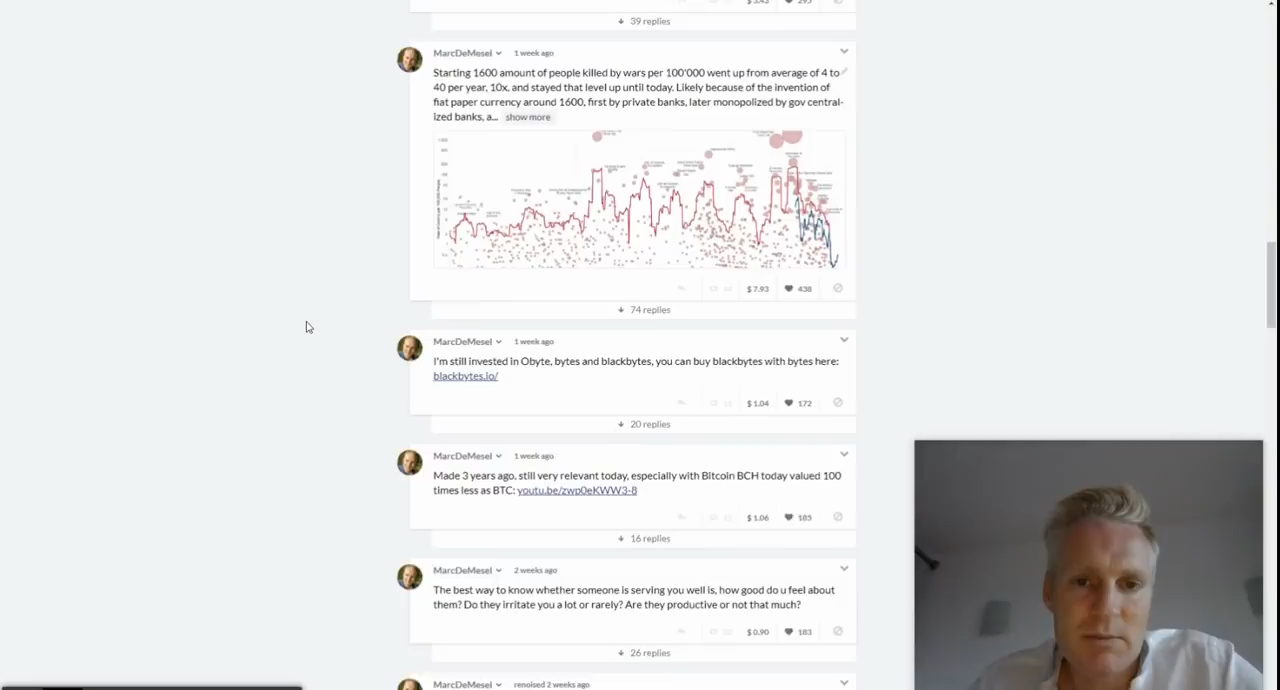 39 replies
MarcDeMesel 1 week ago
Starting 1600 amount of people killed by wars per 100'000 went up from average of 4 to
40 per year, 10x, and stayed that level up until today. Likely because of the invention of
fiat paper currency around 1600, first by private banks, later monopolized by gov central-
ized banks, a... show more
$ 7.93 438
74 replies
MarcDeMesel 1 week ago
I'm still invested in Obyte, bytes and blackbytes, you can buy blackbytes with bytes here:
blackbytes.io/
$ 1.04 172
20 replies
MarcDeMesel 1 week ago
Made 3 years ago, still very relevant today, especially with Bitcoin BCH today valued 100
times less as BTC: youtu.be/zwp0eKWW3-8
$ 1.06 185
16 replies
MarcDeMesel 2 weeks ago
The best way to know whether someone is serving you well is, how good do u feel about
them? Do they irritate you a lot or rarely? Are they productive or not that much?
$ 0.90 183
26 replies
MarcDeMesel renoised 2 weeks ago